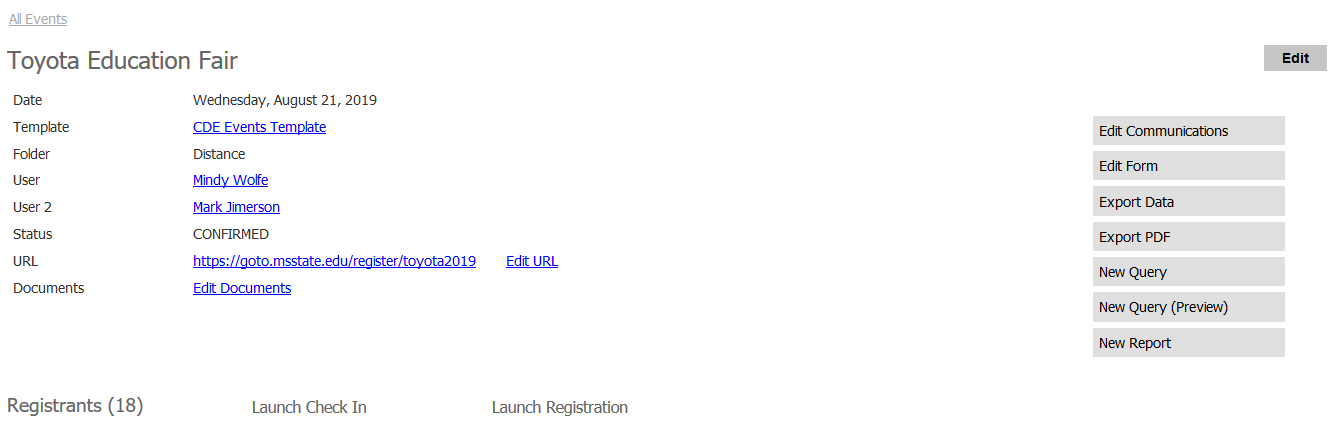 All Events
Toyota Education Fair
Edit
Date Wednesday, August 21, 2019
Template CDE Events Template
Folder Distance
User Mindy Wolfe
User 2 Mark Jimerson
Status CONFIRMED
URL https://goto.msstate.edu/register/toyota2019 Edit URL
Documents Edit Documents
Edit Communications
Edit Form
Export Data
Export PDF
New Query
New Query (Preview)
New Report
Registrants (18) Launch Check In Launch Registration